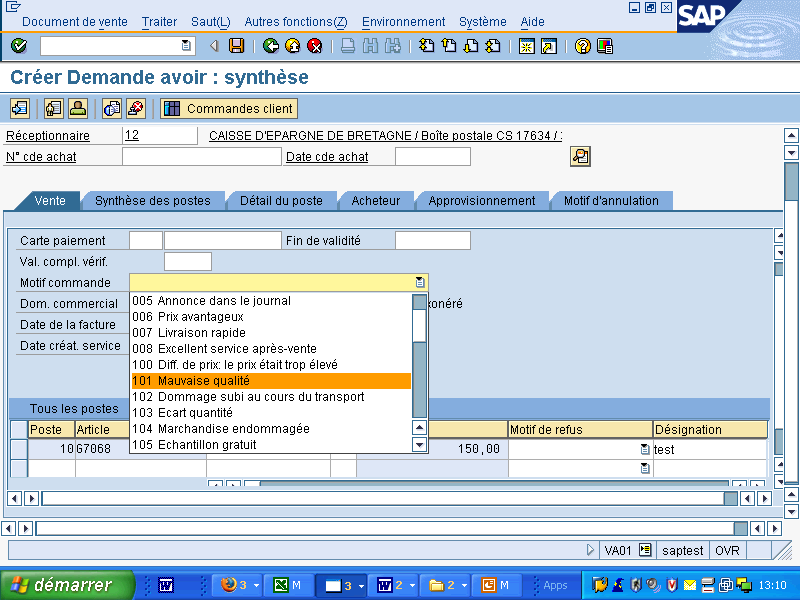 Document de vente Traiter Saut(L) Autres fonctions(Z) Environnement Système Aide
SAP
Créer Demande avoir : synthèse
Commandes client
Réceptionnaire 12 CAISSE D'EPARGNE DE BRETAGNE / Boîte postale CS 17634 /
N° cde achat Date cde achat
Vente Synthèse des postes Détail du poste Acheteur Approvisionnement Motif d'annulation
Carte paiement Fin de validité
Val. compl. vérif.
Motif commande
Dom. commercial xonéré
Date de la facture
Date créat. service
005 Annonce dans le journal
006 Prix avantageux
007 Livraison rapide
008 Excellent service après-vente
100 Diff. de prix: le prix était trop élevé
101 Mauvaise qualité
102 Dommage subi au cours du transport
103 Ecart quantité
104 Marchandise endommagée
105 Echantillon gratuit
Tous les postes
Poste Article Motif de refus Désignation
10 G7068 150,00 test
VA01 saptest OVR
démarrer 3 M 3 2 2 M Apps 13:10